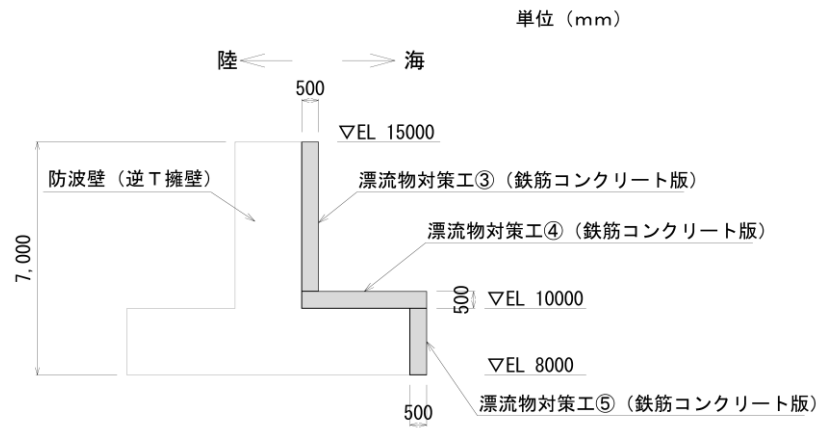 単位（mm）
陸
海
500
▽EL 15000
防波壁（逆Ｔ擁壁）
漂流物対策工③（鉄筋コンクリート版）
漂流物対策工④（鉄筋コンクリート版）
7,000
500
▽EL 10000
▽EL 8000
500
漂流物対策工⑤（鉄筋コンクリート版）